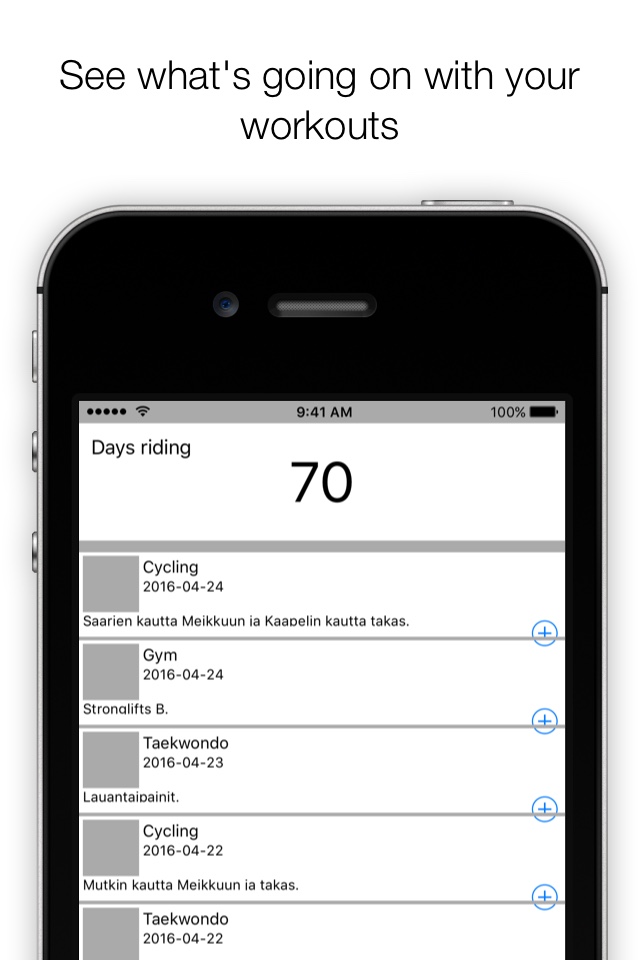 See what's going on with your
workouts
9:41 AM
100%
Days riding
70
Cycling
2016-04-24
Saarien kautta Meikkuun ja Kaapelin kautta takas.
Gym
2016-04-24
Stronglifts B.
Taekwondo
2016-04-23
Lauantaipainit.
Cycling
2016-04-22
Mutkin kautta Meikkuun ja takas.
Taekwondo
2016-04-22